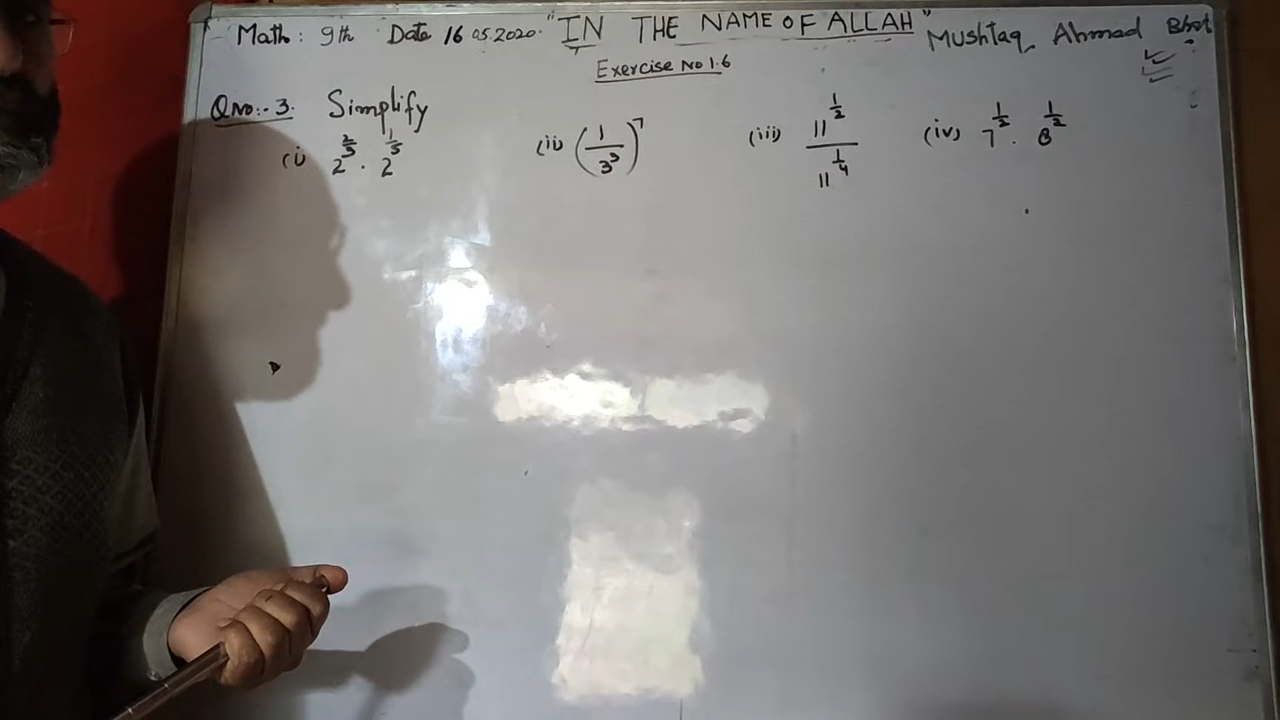 Math: 9th Data 16 05.2020. "IN THE NAME OF ALLAH" Mushtaq Ahmad Bhat
Exercise No 1.6
Q No:- 3. Simplify
(i) 2^{2/3} . 2^{1/5} (ii) (1/3^3)^7 (iii) 11^{1/2} / 11^{1/4} (iv) 7^{1/2} . 8^{1/2}